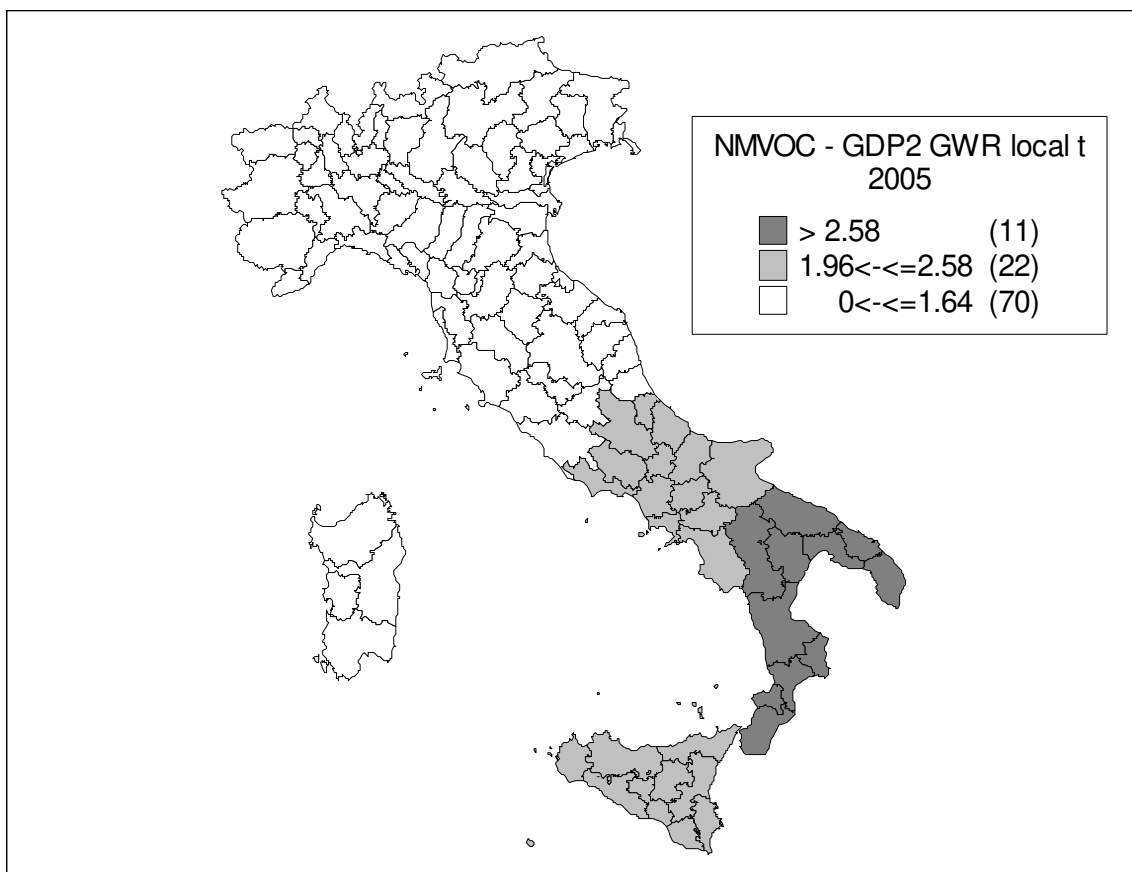 NMVOC - GDP2 GWR local t
2005
> 2.58 (11)
1.96<-<=2.58 (22)
0<-<=1.64 (70)